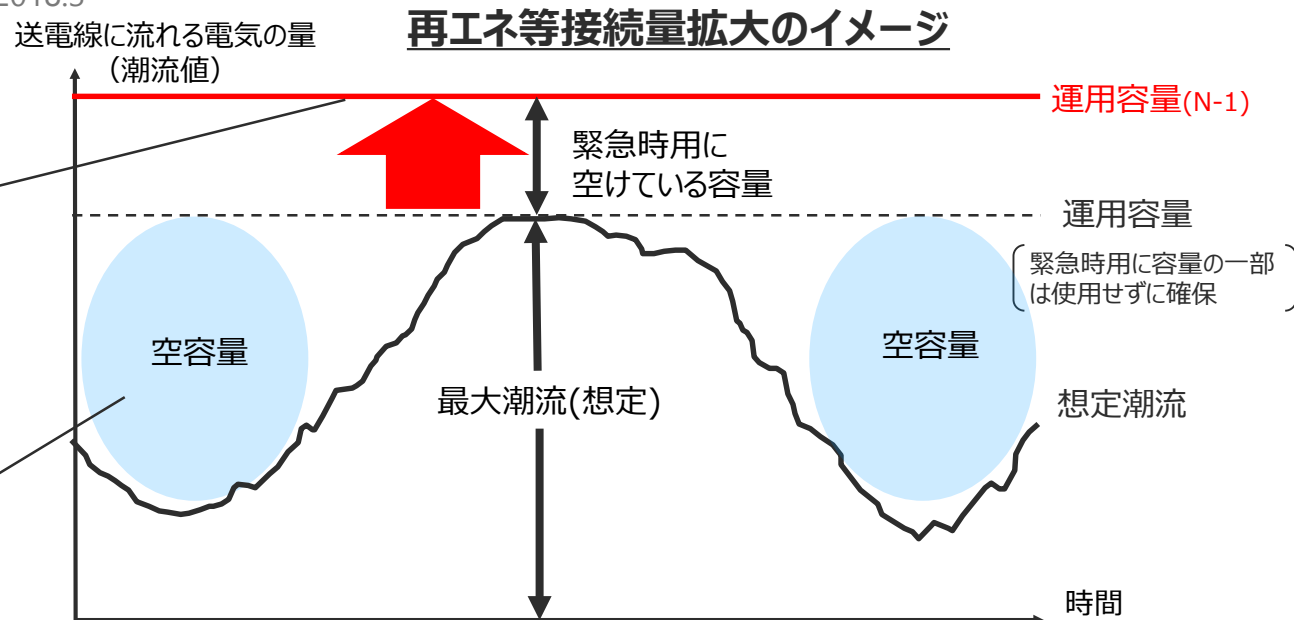 再エネ等接続量拡大のイメージ
送電線に流れる電気の量
（潮流値）
運用容量(N-1)
緊急時用に
空けている容量
運用容量
緊急時用に容量の一部
は使用せずに確保
空容量
空容量
最大潮流(想定)
想定潮流
時間